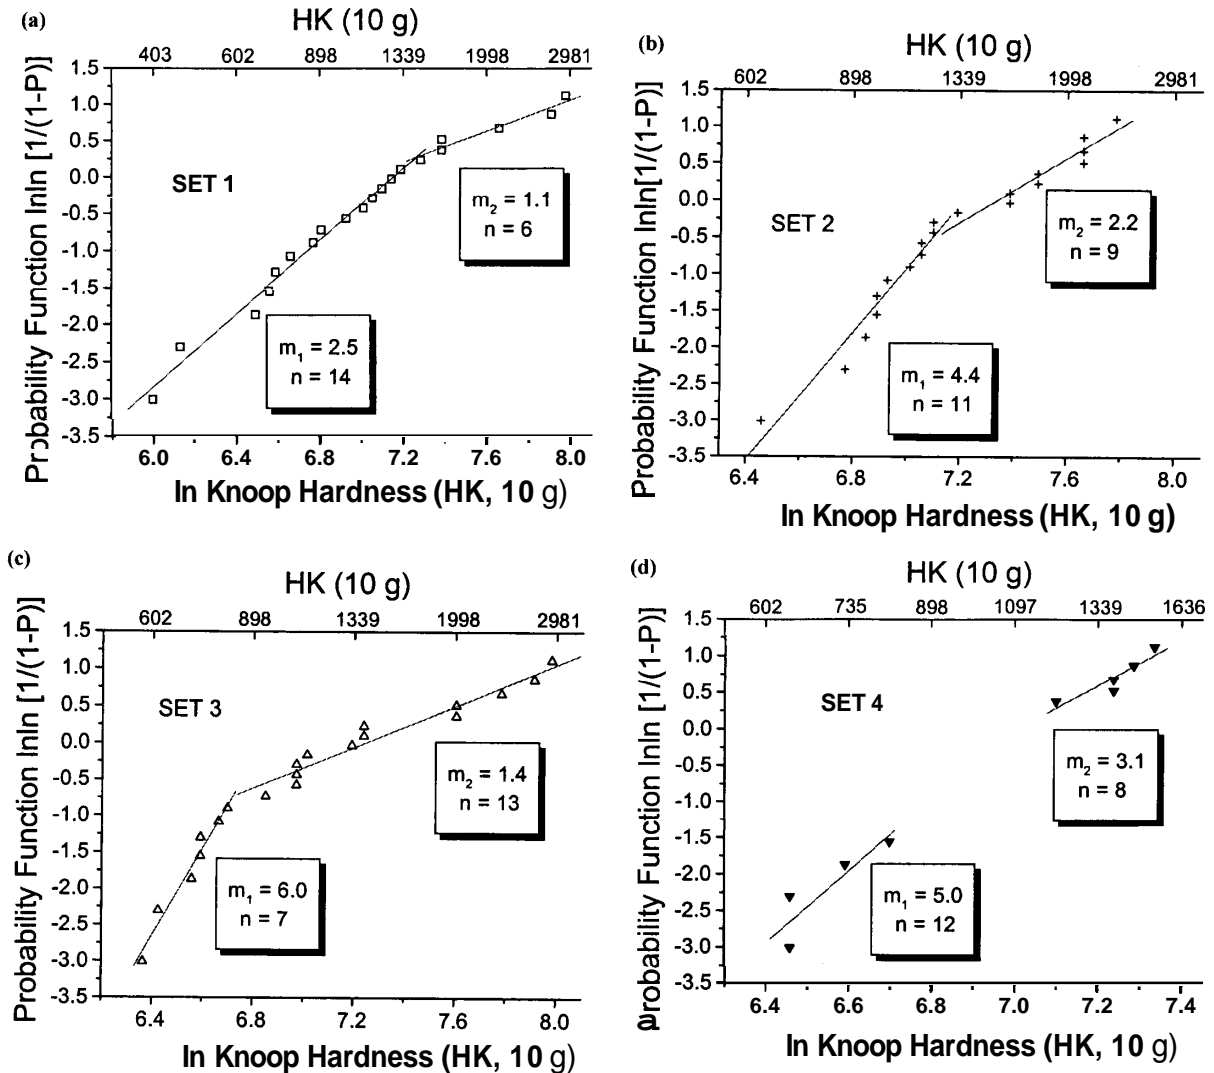 (a)
HK (10 g)
403 602 898 1339 1998 2981
Probability Function lnln [1/(1-P)]
1.5
1.0
0.5
0.0
-0.5
-1.0
-1.5
-2.0
-2.5
-3.0
-3.5
SET 1
m2 = 1.1
n = 6
m1 = 2.5
n = 14
6.0 6.4 6.8 7.2 7.6 8.0
In Knoop Hardness (HK, 10 g)
(b)
HK (10 g)
602 898 1339 1998 2981
Probability Function lnln[1/(1-P)]
1.5
1.0
0.5
0.0
-0.5
-1.0
-1.5
-2.0
-2.5
-3.0
-3.5
SET 2
m2 = 2.2
n = 9
m1 = 4.4
n = 11
6.4 6.8 7.2 7.6 8.0
In Knoop Hardness (HK, 10 g)
(c)
HK (10 g)
602 898 1339 1998 2981
Probability Function lnln [1/(1-P)]
1.5
1.0
0.5
0.0
-0.5
-1.0
-1.5
-2.0
-2.5
-3.0
-3.5
SET 3
m2 = 1.4
n = 13
m1 = 6.0
n = 7
6.4 6.8 7.2 7.6 8.0
In Knoop Hardness (HK, 10 g)
(d)
HK (10 g)
602 735 898 1097 1339 1636
Probability Function lnln [1/(1-P)]
1.5
1.0
0.5
0.0
-0.5
-1.0
-1.5
-2.0
-2.5
-3.0
-3.5
SET 4
m2 = 3.1
n = 8
m1 = 5.0
n = 12
6.4 6.6 6.8 7.0 7.2 7.4
In Knoop Hardness (HK, 10 g)